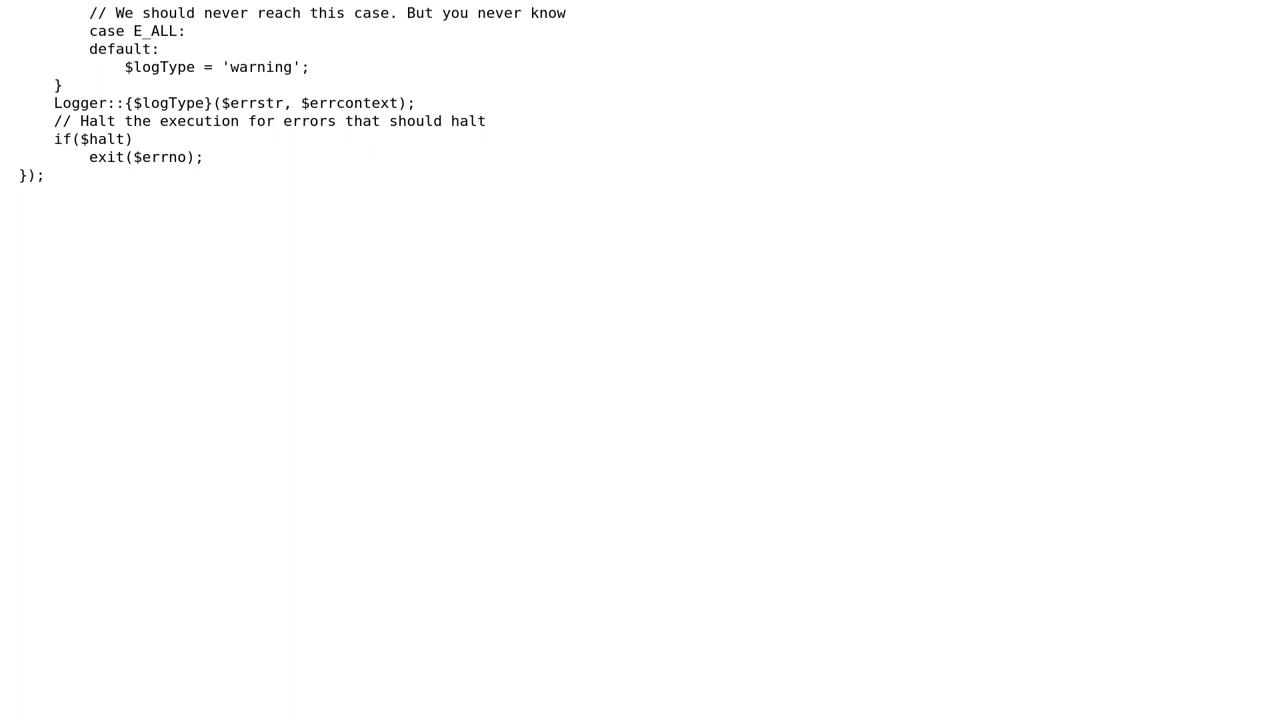 // We should never reach this case. But you never know
case E_ALL:
default:
$logType = 'warning';
}
Logger::{$logType}($errstr, $errcontext);
// Halt the execution for errors that should halt
if($halt)
exit($errno);
});